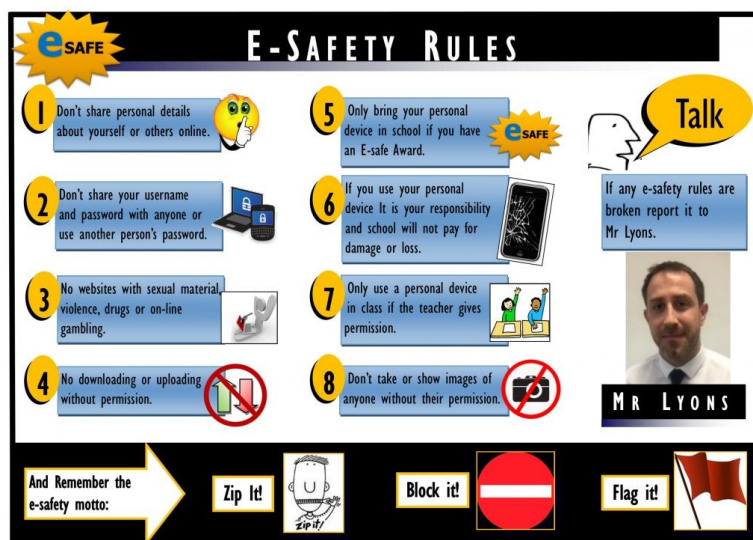 e SAFE
E-SAFETY RULES
1
Don't share personal details
about yourself or others online.
2
Don't share your username
and password with anyone or
use another person's password.
3
No websites with sexual material,
violence, drugs or on-line
gambling.
4
No downloading or uploading
without permission.
5
Only bring your personal
device in school if you have
an E-safe Award.
e SAFE
6
If you use your personal
device It is your responsibility
and school will not pay for
damage or loss.
7
Only use a personal device
in class if the teacher gives
permission.
8
Don't take or show images of
anyone without their permission.
Talk
If any e-safety rules are
broken report it to
Mr Lyons.
MR LYONS
And Remember the
e-safety motto:
Zip It!
zip it!
Block it!
Flag it!